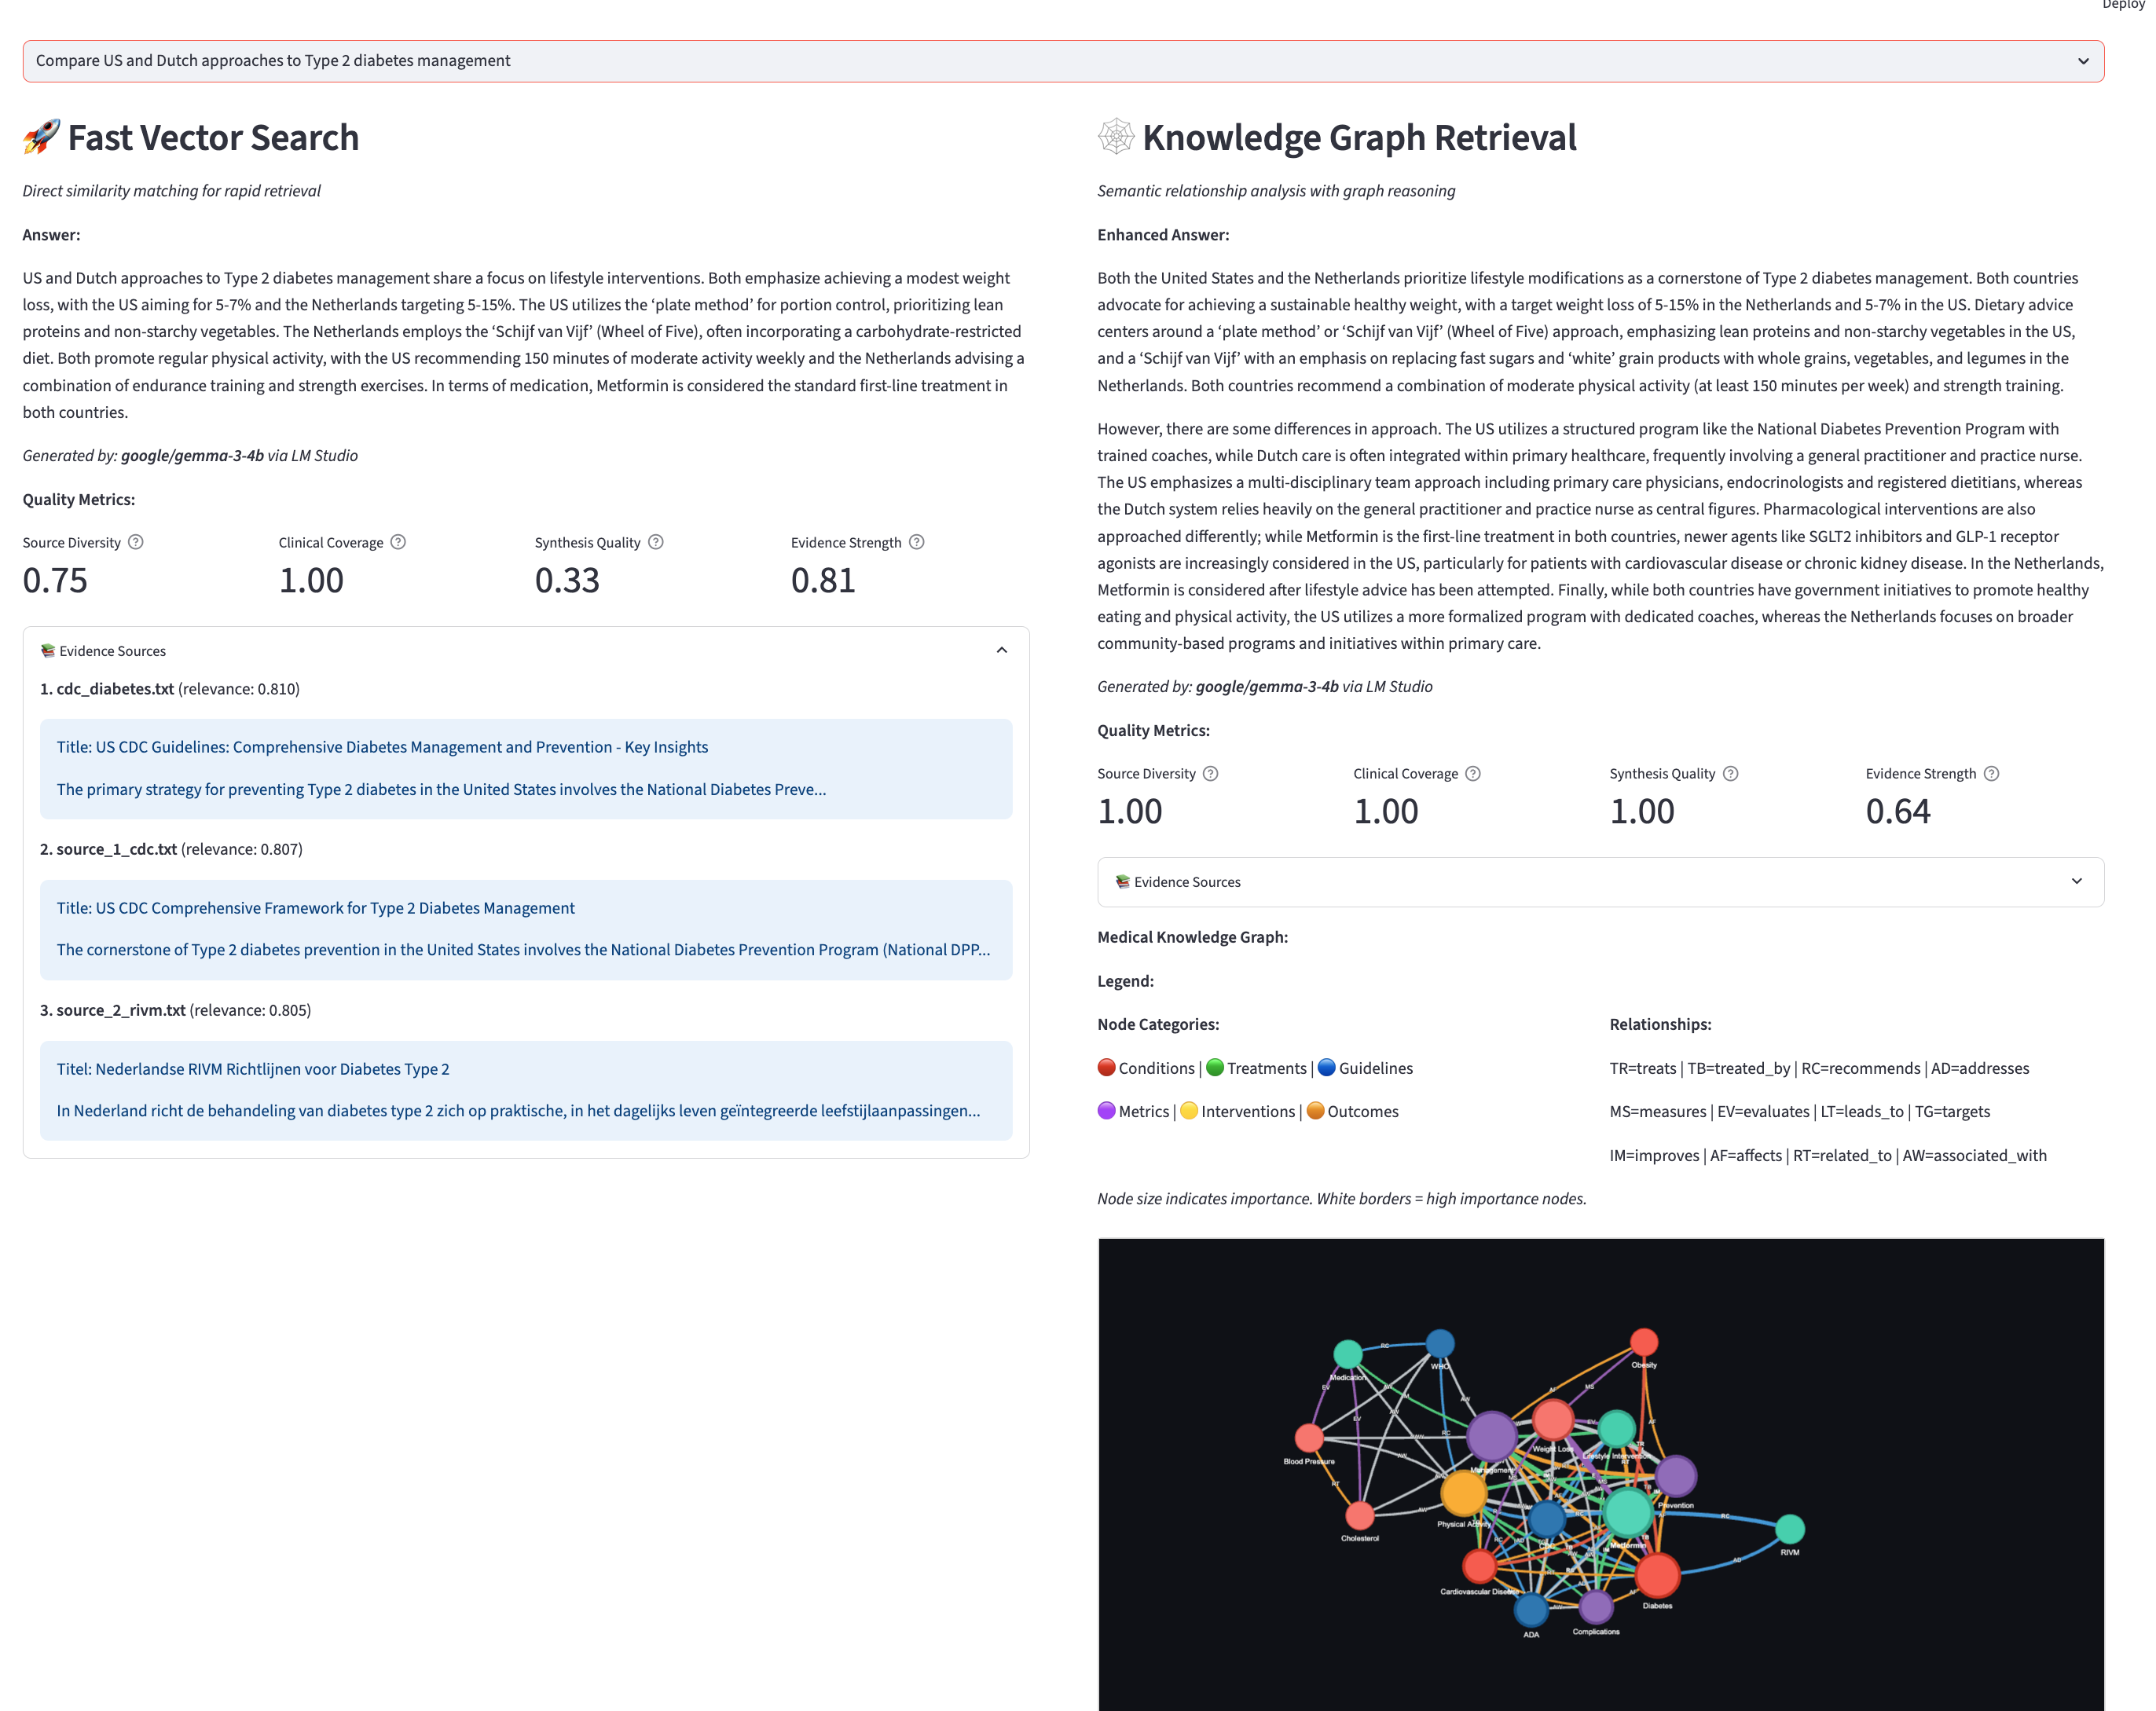 Deploy
Compare US and Dutch approaches to Type 2 diabetes management
Fast Vector Search
Direct similarity matching for rapid retrieval
Answer:
US and Dutch approaches to Type 2 diabetes management share a focus on lifestyle interventions. Both emphasize achieving a modest weight
loss, with the US aiming for 5-7% and the Netherlands targeting 5-15%. The US utilizes the ‘plate method’ for portion control, prioritizing lean
proteins and non-starchy vegetables. The Netherlands employs the ‘Schijf van Vijf’ (Wheel of Five), often incorporating a carbohydrate-restricted
diet. Both promote regular physical activity, with the US recommending 150 minutes of moderate activity weekly and the Netherlands advising a
combination of endurance training and strength exercises. In terms of medication, Metformin is considered the standard first-line treatment in
both countries.
Generated by: google/gemma-3-4b via LM Studio
Quality Metrics:
Source Diversity
Clinical Coverage
Synthesis Quality
Evidence Strength
0.75
1.00
0.33
0.81
Evidence Sources
1. cdc_diabetes.txt (relevance: 0.810)
Title: US CDC Guidelines: Comprehensive Diabetes Management and Prevention - Key Insights
The primary strategy for preventing Type 2 diabetes in the United States involves the National Diabetes Preve...
2. source_1_cdc.txt (relevance: 0.807)
Title: US CDC Comprehensive Framework for Type 2 Diabetes Management
The cornerstone of Type 2 diabetes prevention in the United States involves the National Diabetes Prevention Program (National DPP...
3. source_2_rivm.txt (relevance: 0.805)
Titel: Nederlandse RIVM Richtlijnen voor Diabetes Type 2
In Nederland richt de behandeling van diabetes type 2 zich op praktische, in het dagelijks leven geïntegreerde leefstijlaanpassingen...
Knowledge Graph Retrieval
Semantic relationship analysis with graph reasoning
Enhanced Answer:
Both the United States and the Netherlands prioritize lifestyle modifications as a cornerstone of Type 2 diabetes management. Both countries
advocate for achieving a sustainable healthy weight, with a target weight loss of 5-15% in the Netherlands and 5-7% in the US. Dietary advice
centers around a ‘plate method’ or ‘Schijf van Vijf’ (Wheel of Five) approach, emphasizing lean proteins and non-starchy vegetables in the US,
and a ‘Schijf van Vijf’ with an emphasis on replacing fast sugars and ‘white’ grain products with whole grains, vegetables, and legumes in the
Netherlands. Both countries recommend a combination of moderate physical activity (at least 150 minutes per week) and strength training.
However, there are some differences in approach. The US utilizes a structured program like the National Diabetes Prevention Program with
trained coaches, while Dutch care is often integrated within primary healthcare, frequently involving a general practitioner and practice nurse.
The US emphasizes a multi-disciplinary team approach including primary care physicians, endocrinologists and registered dietitians, whereas
the Dutch system relies heavily on the general practitioner and practice nurse as central figures. Pharmacological interventions are also
approached differently; while Metformin is the first-line treatment in both countries, newer agents like SGLT2 inhibitors and GLP-1 receptor
agonists are increasingly considered in the US, particularly for patients with cardiovascular disease or chronic kidney disease. In the Netherlands,
Metformin is considered after lifestyle advice has been attempted. Finally, while both countries have government initiatives to promote healthy
eating and physical activity, the US utilizes a more formalized program with dedicated coaches, whereas the Netherlands focuses on broader
community-based programs and initiatives within primary care.
Generated by: google/gemma-3-4b via LM Studio
Quality Metrics:
Source Diversity
Clinical Coverage
Synthesis Quality
Evidence Strength
1.00
1.00
1.00
0.64
Evidence Sources
Medical Knowledge Graph:
Legend:
Node Categories:
Conditions | Treatments | Guidelines
Metrics | Interventions | Outcomes
Relationships:
TR=treats | TB=treated_by | RC=recommends | AD=addresses
MS=measures | EV=evaluates | LT=leads_to | TG=targets
IM=improves | AF=affects | RT=related_to | AW=associated_with
Node size indicates importance. White borders = high importance nodes.
Medication
WHO
Obesity
Blood Pressure
Management
Weight Loss
Lifestyle Intervention
Prevention
Cholesterol
Physical Activity
Metformin
RIVM
Cardiovascular Disease
Diabetes
ADA
Complications
RC
EV
EV
AW
MS
AF
RC
RC
AD